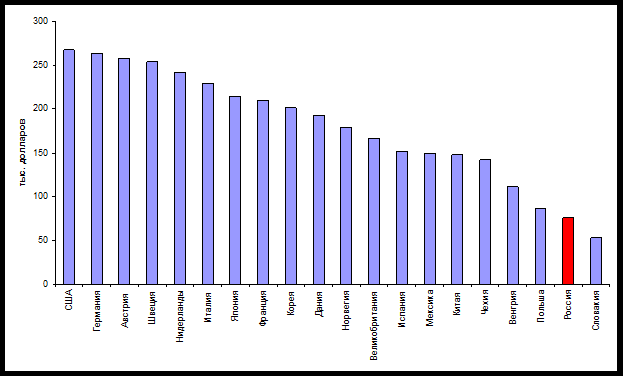 тыс. долларов
300
250
200
150
100
50
0
США
Германия
Австрия
Швеция
Нидерланды
Италия
Япония
Франция
Корея
Дания
Норвегия
Великобритания
Испания
Мексика
Китая
Чехия
Венгрия
Польша
Россия
Словакия